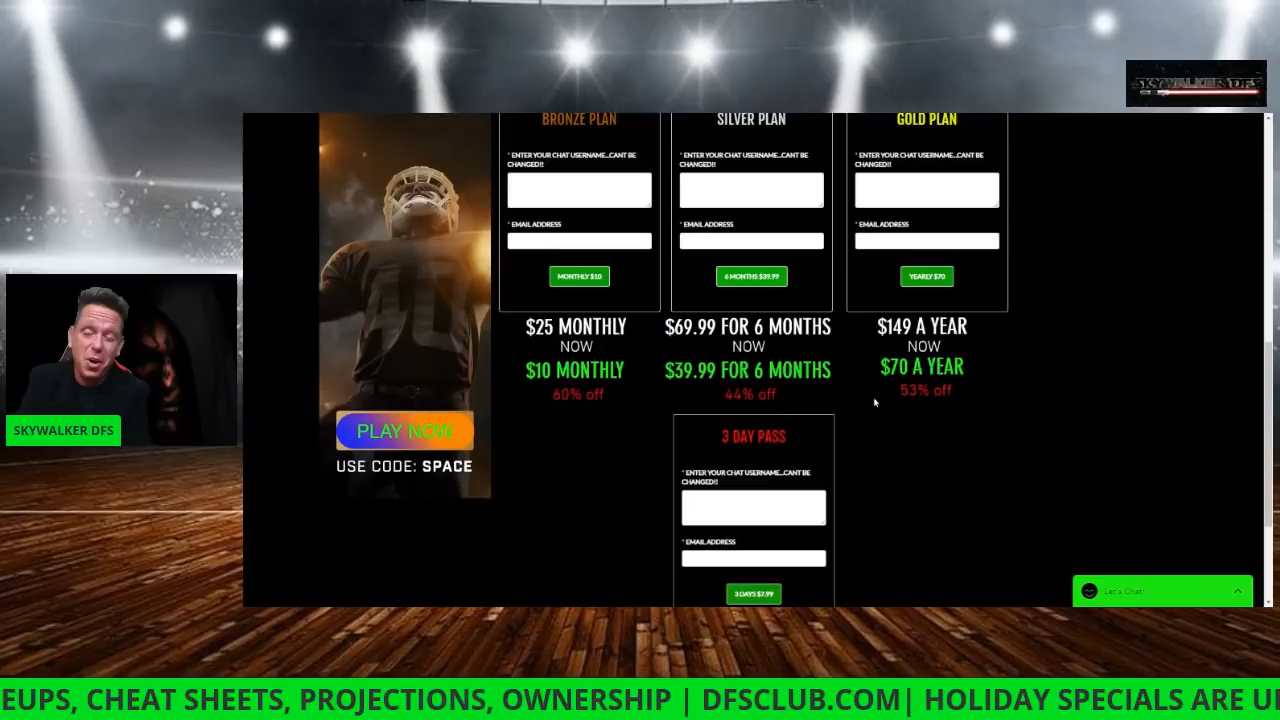 SKYWALKER DFS
BRONZE PLAN
* ENTER YOUR CHAT USERNAME...CANT BE
CHANGED!!
* EMAIL ADDRESS
MONTHLY $10
$25 MONTHLY
NOW
$10 MONTHLY
60% off
SILVER PLAN
* ENTER YOUR CHAT USERNAME...CANT BE
CHANGED!!
* EMAIL ADDRESS
6 MONTHS $39.99
$69.99 FOR 6 MONTHS
NOW
$39.99 FOR 6 MONTHS
44% off
GOLD PLAN
* ENTER YOUR CHAT USERNAME...CANT BE
CHANGED!!
* EMAIL ADDRESS
YEARLY $70
$149 A YEAR
NOW
$70 A YEAR
53% off
PLAY NOW
USE CODE: SPACE
SKYWALKER DFS
3 DAY PASS
* ENTER YOUR CHAT USERNAME...CANT BE
CHANGED!!
* EMAIL ADDRESS
3 DAYS $7.99
Let's Chat!
EUPS, CHEAT SHEETS, PROJECTIONS, OWNERSHIP | DFSCLUB.COM| HOLIDAY SPECIALS ARE U